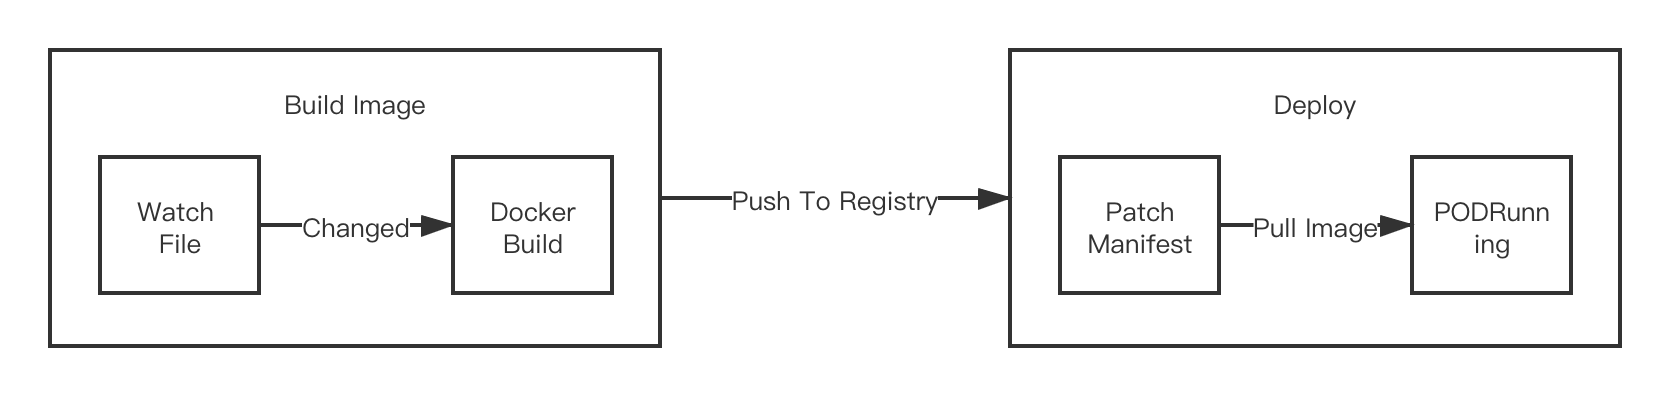 Build Image
Watch
File
Changed
Docker
Build
Push To Registry
Deploy
Patch
Manifest
Pull Image
PODRunn
ing